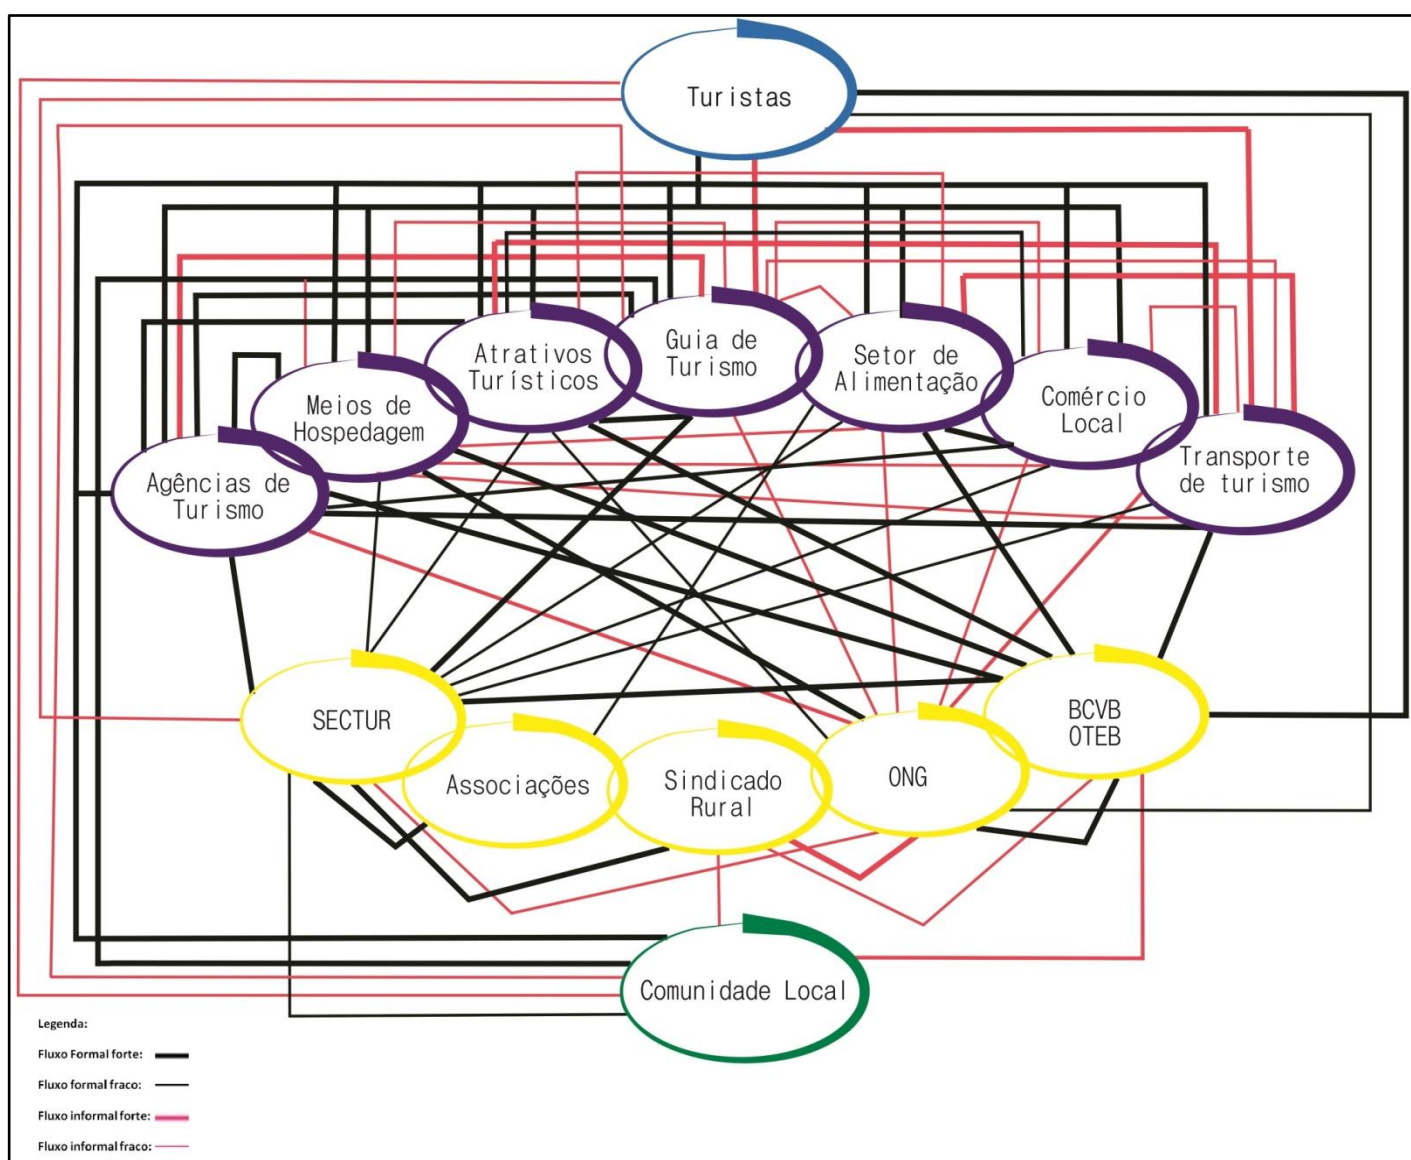 Turistas
Guia de
Turismo
Atrativos
Turísticos
Setor de
Alimentação
Comércio
Local
Meios de
Hospedagem
Transporte
de turismo
Agências de
Turismo
SECTUR
BCVB
OTEB
Associações
Sindicado
Rural
ONG
Comunidade Local
Legenda:
Fluxo Formal forte:
Fluxo formal fraco:
Fluxo informal forte:
Fluxo informal fraco: